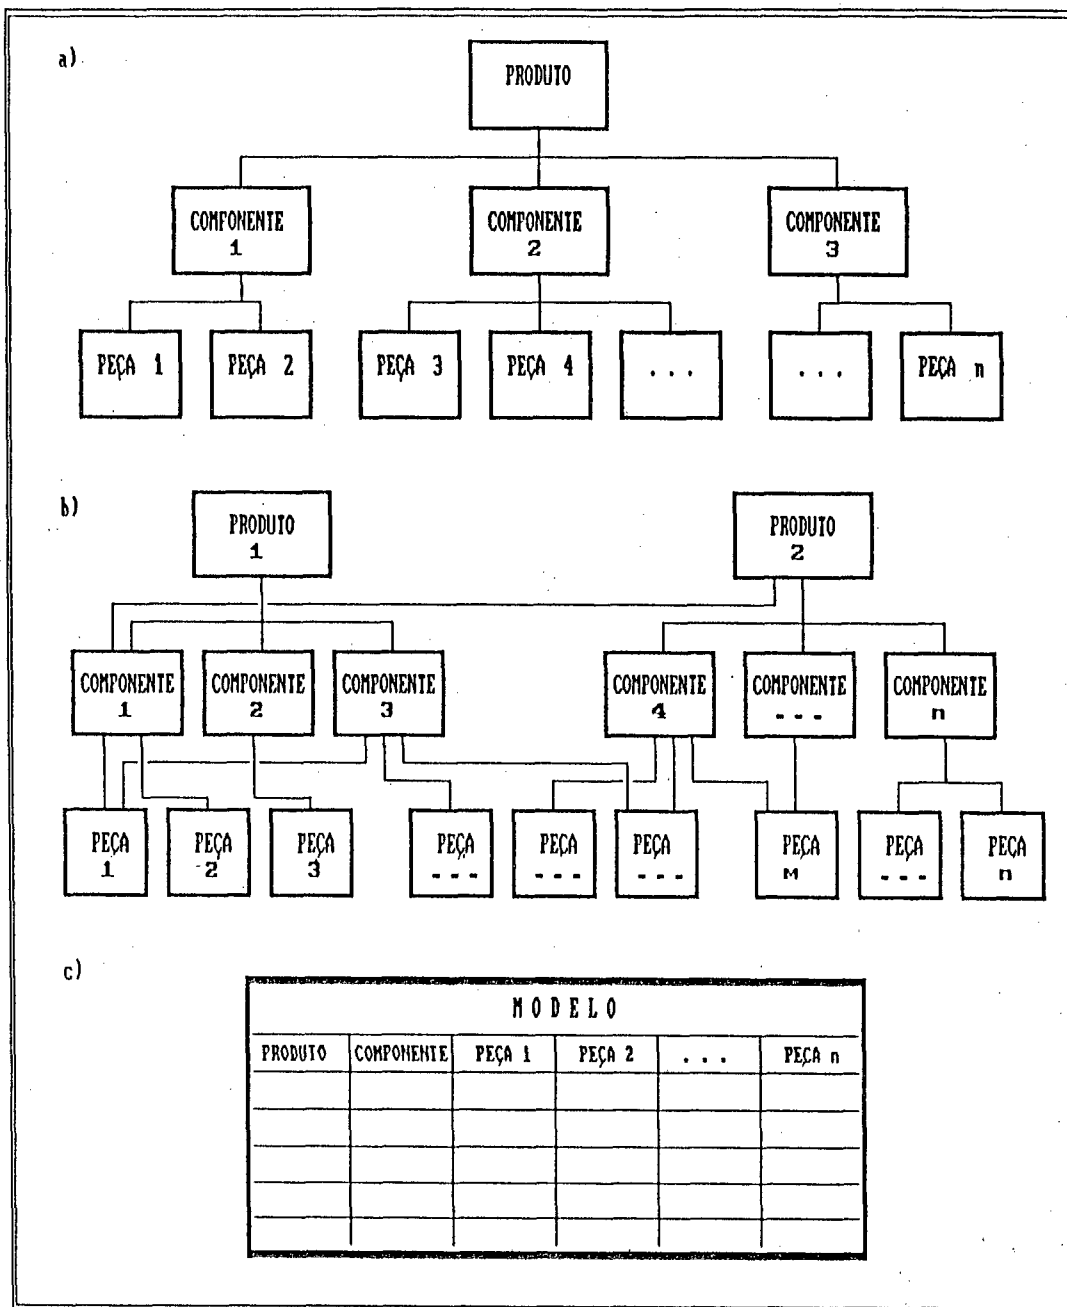 a)
PRODUTO
COMPONENTE COMPONENTE COMPONENTE
1 2 3
PEÇA 1 PEÇA 2 PEÇA 3 PEÇA 4 ... ... PEÇA n
b)
PRODUTO PRODUTO
1 2
COMPONENTE COMPONENTE COMPONENTE COMPONENTE COMPONENTE COMPONENTE
1 2 3 4 --- n
PEÇA PEÇA PEÇA PEÇA PEÇA PEÇA PEÇA PEÇA PEÇA
1 2 3 --- --- --- M --- n
c)
MODELO
PRODUTO COMPONENTE PEÇA 1 PEÇA 2 ... PEÇA n